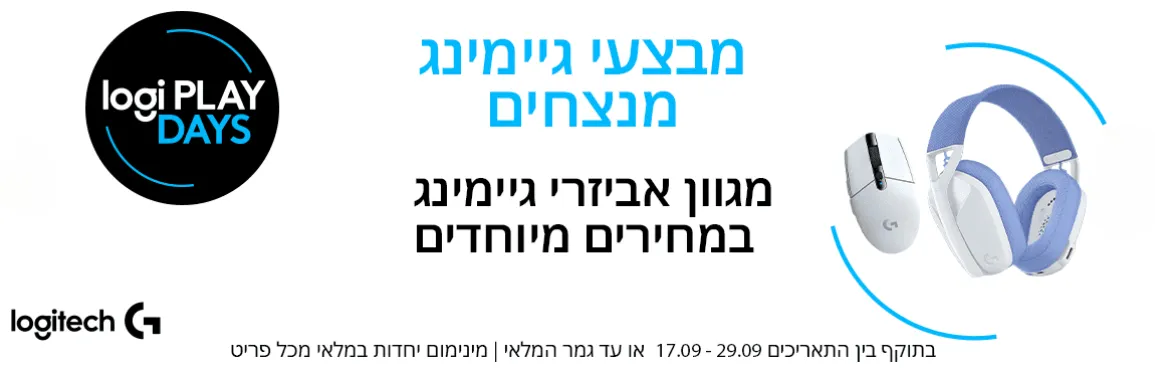 logi PLAY
DAYS
מבצעי גיימינג
מנצחים
מגוון אביזרי גיימינג
במחירים מיוחדים
logitech G
בתוקף בין התאריכים 17.09 - 29.09 או עד גמר המלאי | מינימום יחדות במלאי מכל פריט